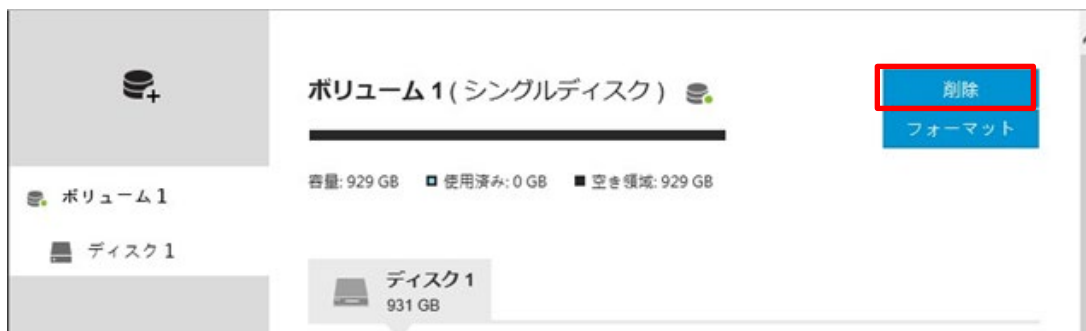 ボリューム 1 (シングルディスク)
削除
フォーマット
容量: 929 GB 使用済み: 0 GB 空き領域: 929 GB
ボリューム 1
ディスク 1
ディスク 1
931 GB